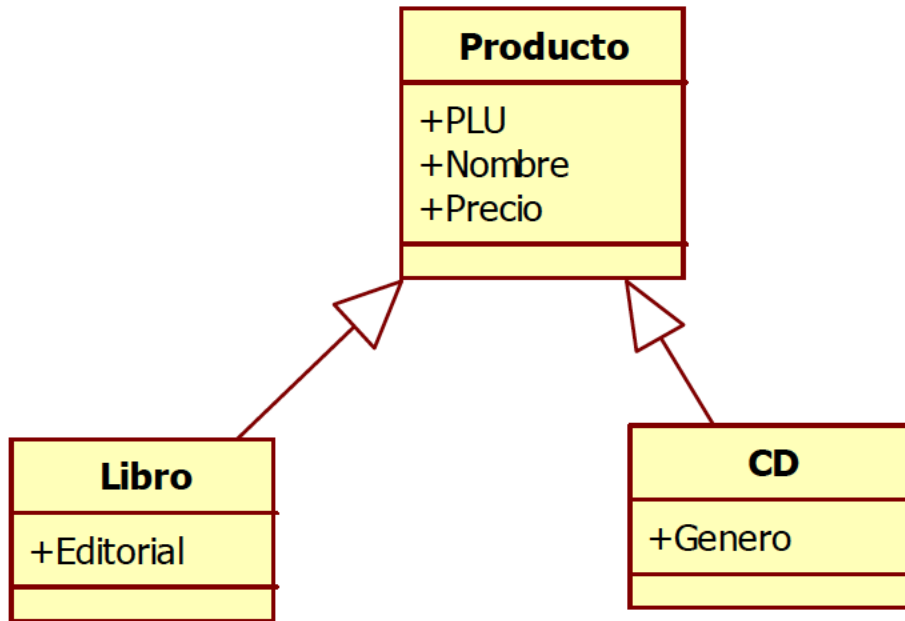 Producto
+PLU
+Nombre
+Precio
Libro
+Editorial
CD
+Genero